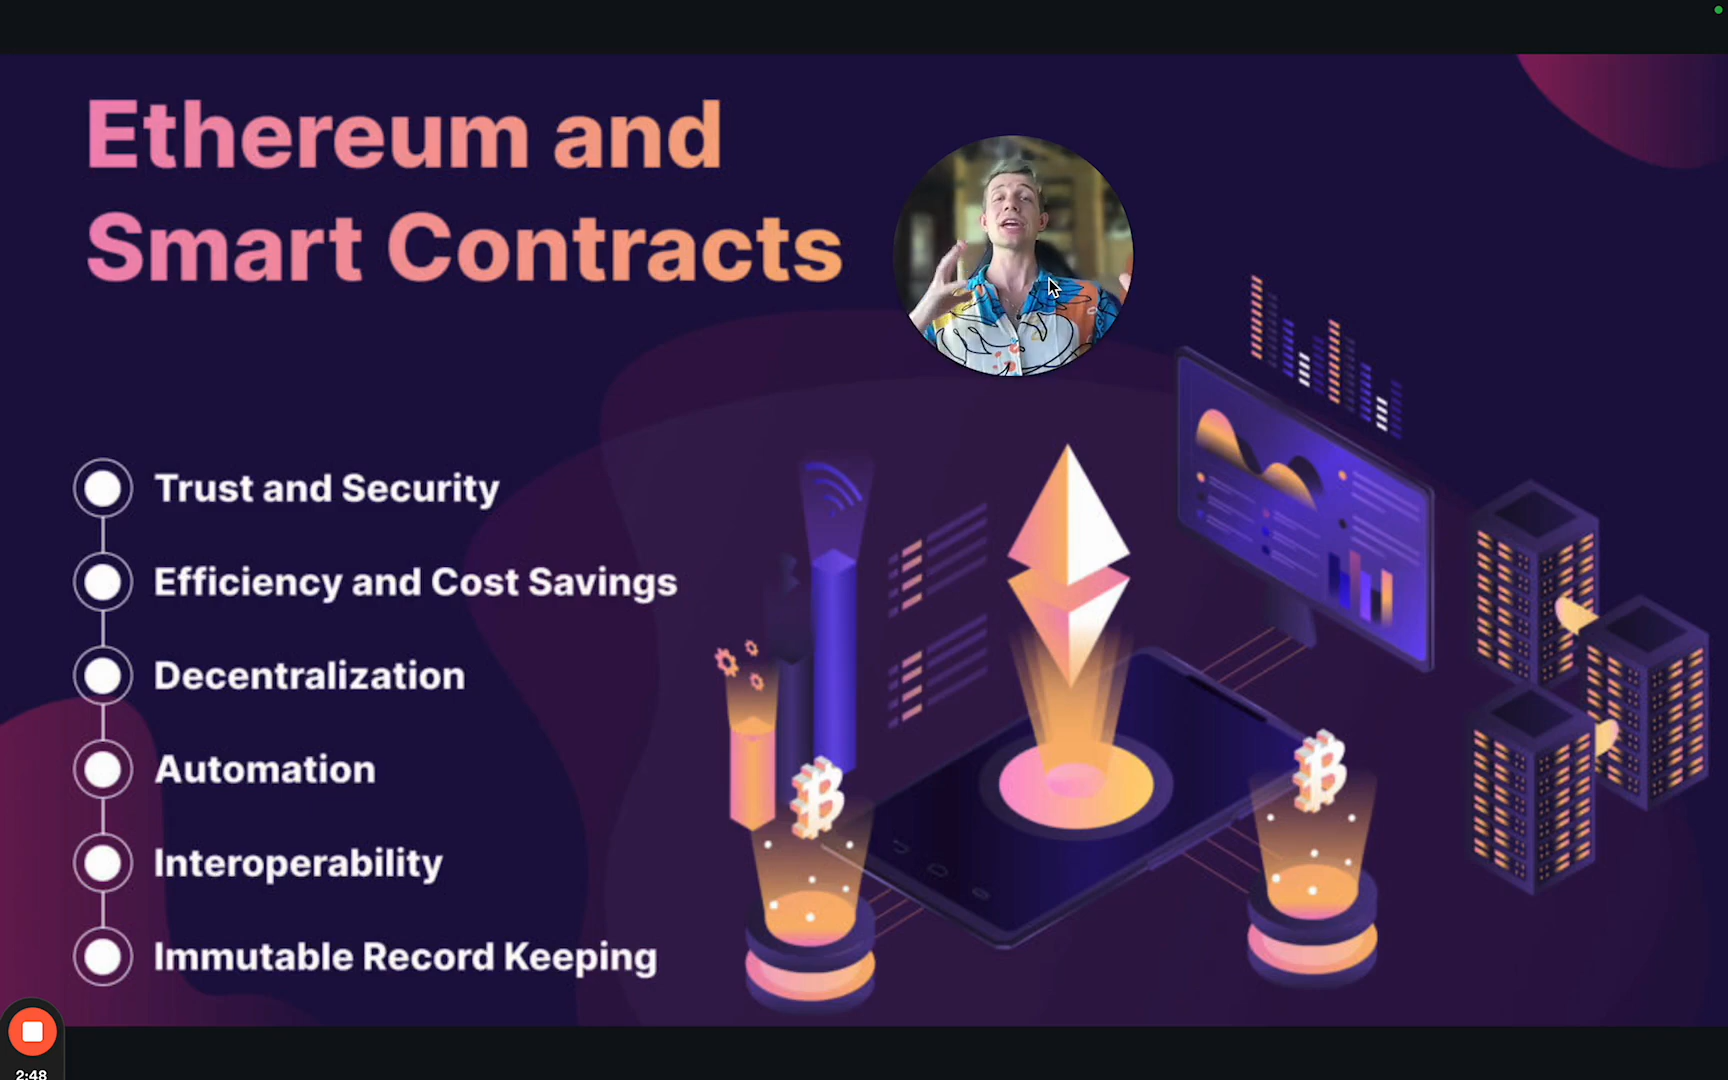 Ethereum and
Smart Contracts
Trust and Security
Efficiency and Cost Savings
Decentralization
Automation
Interoperability
Immutable Record Keeping
2:48